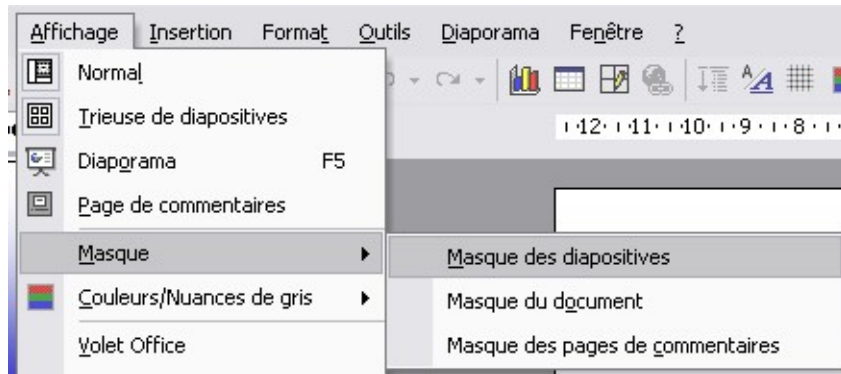 Affichage Insertion Format Outils Diaporama Fenêtre ?
Normal
Trieuse de diapositives
12 11 10 9 8
Diaporama F5
Page de commentaires
Masque
Masque des diapositives
Couleurs/Nuances de gris
Masque du document
Volet Office
Masque des pages de commentaires